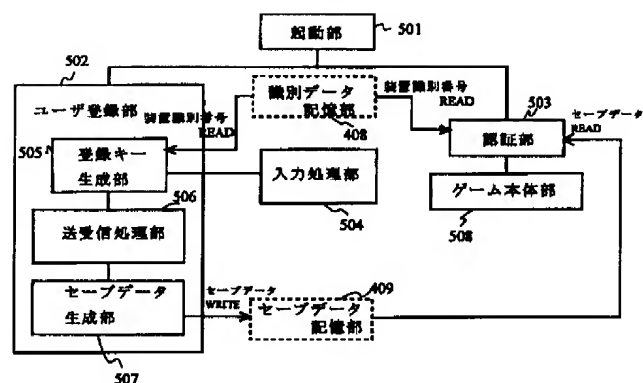 起動部
501
502
ユーザ登録部
装置識別番号
READ
識別データ
記憶部
408
装置識別番号
READ
503
認証部
セーブデータ
READ
505
登録キー
生成部
入力処理部
504
ゲーム本体部
508
506
送受信処理部
セーブデータ
生成部
507
セーブデータ
WRITE
409
セーブデータ
記憶部